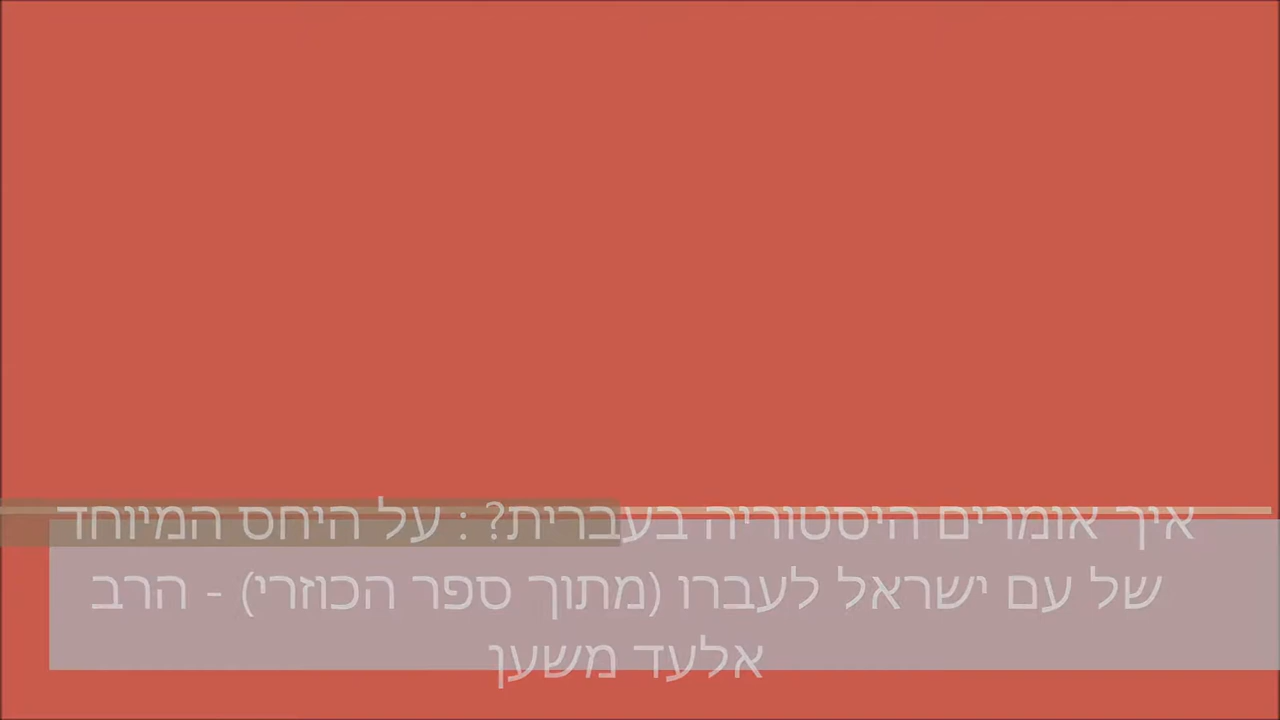 איך אומרים היסטוריה בעברית? : על היחס המיוחד
של עם ישראל לעברו (מתוך ספר הכוזרי) - הרב
אלעד משען